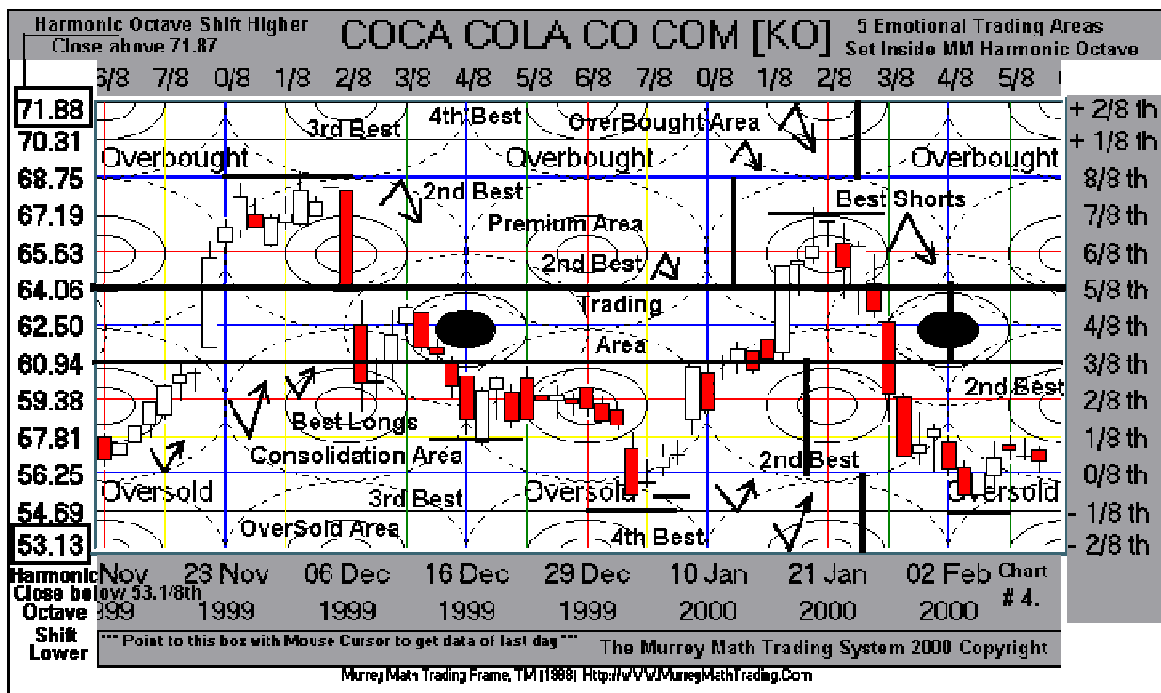 Harmonic Octave Shift Higher
Close above 71.87
COCA COLA CO COM [KO]
5 Emotional Trading Areas
Set Inside MM Harmonic Octave
6/8 7/8 0/8 1/8 2/8 3/8 4/8 5/8 6/8 7/8 0/8 1/8 2/8 3/8 4/8 5/8
71.88
+ 2/8 th
3rd Best
4th Best
OverBought Area
70.31
+ 1/8 th
Overbought
Overbought
Overbought
68.75
8/8 th
2nd Best
Best Shorts
67.19
7/8 th
Premium Area
65.63
6/8 th
2nd Best
64.06
5/8 th
Trading
62.50
4/8 th
Area
60.94
3/8 th
2nd Best
59.38
2/8 th
Best Longs
67.81
1/8 th
Consolidation Area
2nd Best
56.25
0/8 th
Oversold
3rd Best
Oversold
Oversold
54.69
- 1/8 th
OverSold Area
4th Best
53.13
- 2/8 th
Harmonic
Nov 23 Nov 06 Dec 16 Dec 29 Dec 10 Jan 21 Jan 02 Feb
Chart
Close below 53.1/8th
# 4.
Octave
999 1999 1999 1999 1999 2000 2000 2000
Shift
Lower
*** Point to this box with Mouse Cursor to get data of last day ***
The Murrey Math Trading System 2000 Copyright
Murrey Math Trading Frame, TM (1998) Http://WWW.MurreyMathTrading.Com